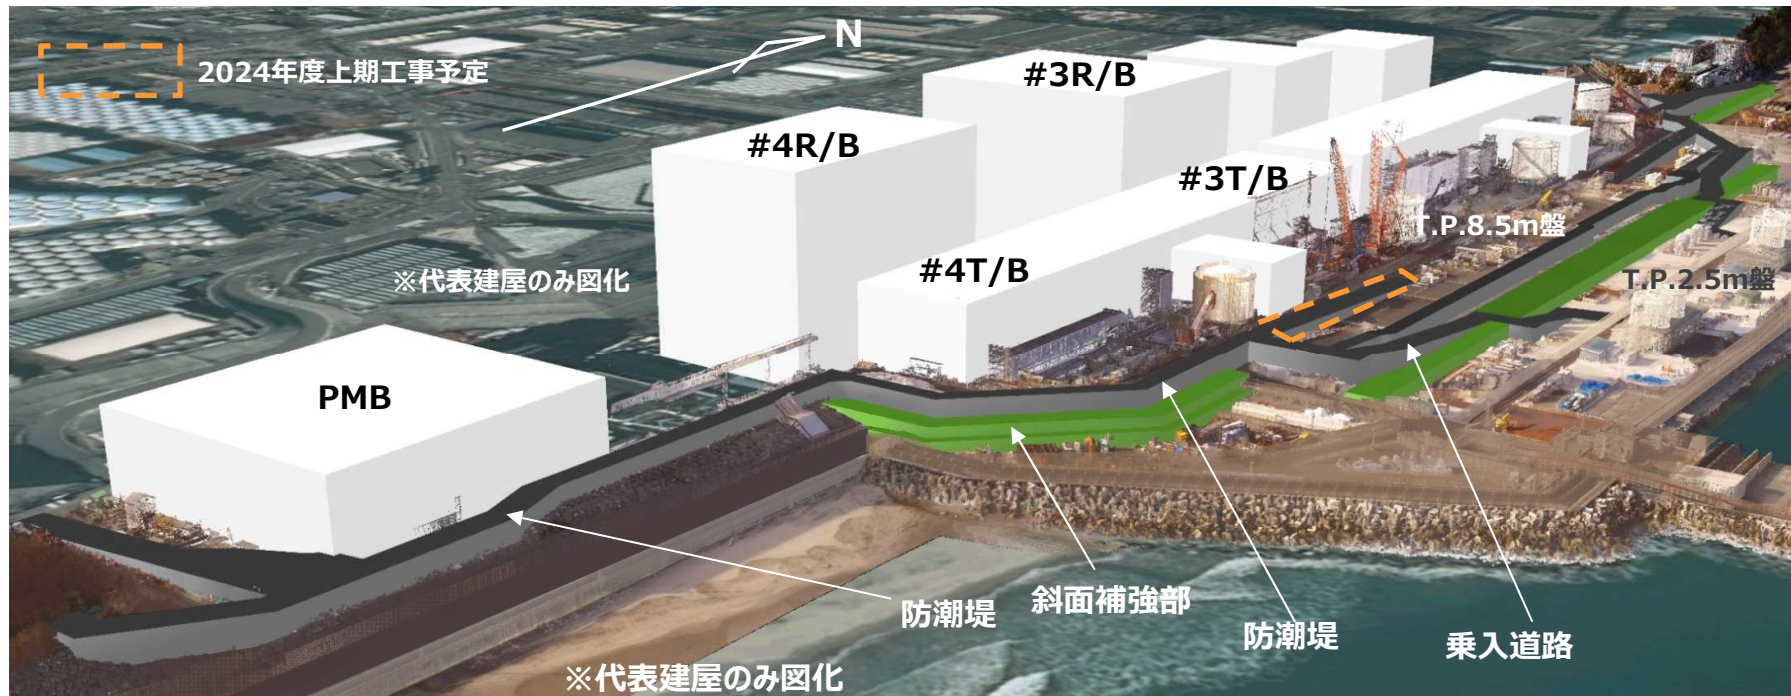 N
2024年度上期工事予定
#3R/B
#4R/B
#3T/B
T.P.8.5m盤
※代表建屋のみ図化
#4T/B
T.P.2.5m盤
PMB
防潮堤
斜面補強部
防潮堤
乗入道路
※代表建屋のみ図化